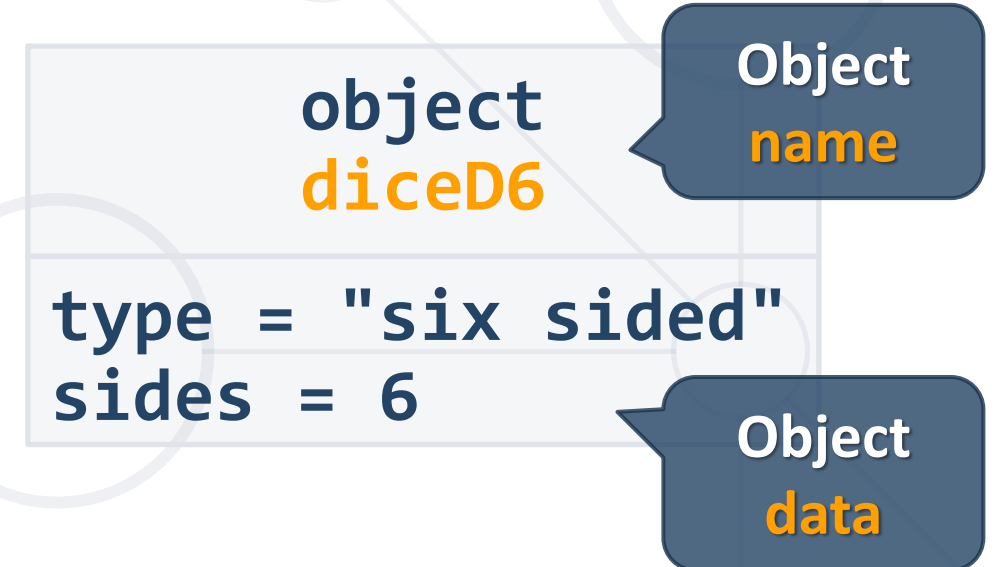 object
diceD6
Object
name
type = "six sided"
sides = 6
Object
data